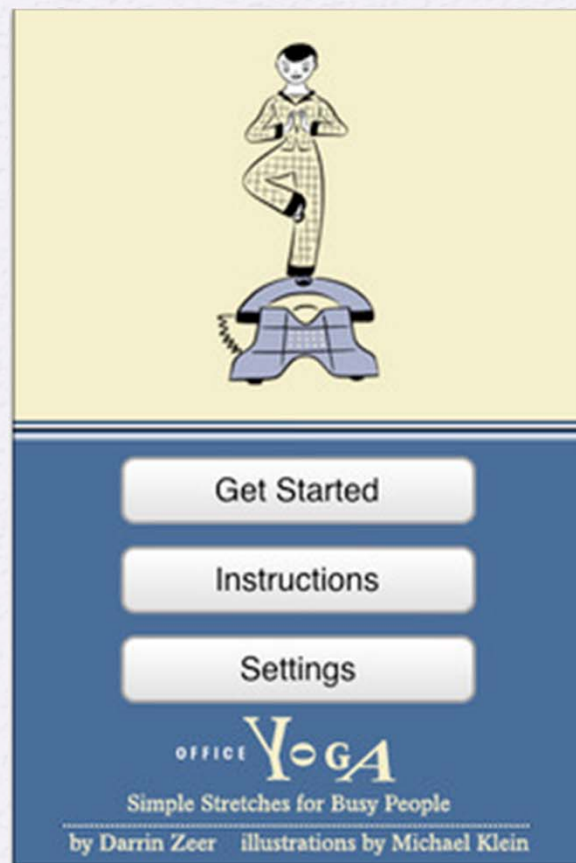 Get Started
Instructions
Settings
OFFICE YOGA
Simple Stretches for Busy People
by Darrin Zeer illustrations by Michael Klein